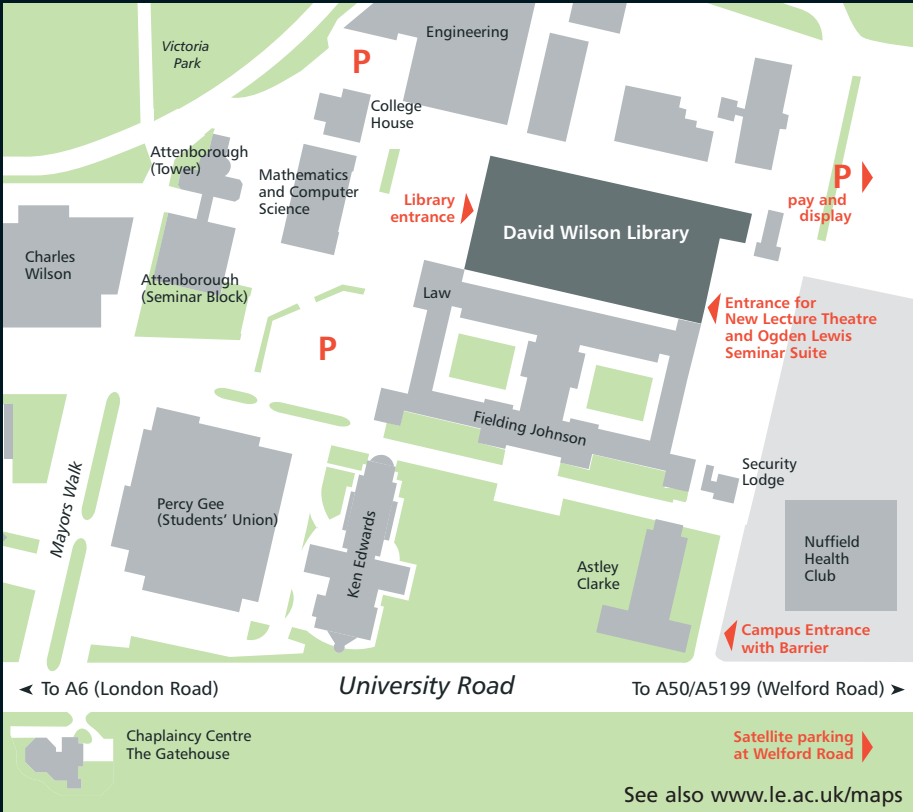 Victoria
Park
Engineering
P
College
House
Attenborough
(Tower)
Mathematics
and Computer
Science
Library
entrance
P
pay and
display
David Wilson Library
Charles
Wilson
Attenborough
(Seminar Block)
Law
Entrance for
New Lecture Theatre
and Ogden Lewis
Seminar Suite
P
Fielding Johnson
Mayors Walk
Percy Gee
(Students’ Union)
Ken Edwards
Security
Lodge
Astley
Clarke
Nuffield
Health
Club
Campus Entrance
with Barrier
To A6 (London Road)
University Road
To A50/A5199 (Welford Road)
Chaplaincy Centre
The Gatehouse
Satellite parking
at Welford Road
See also www.le.ac.uk/maps